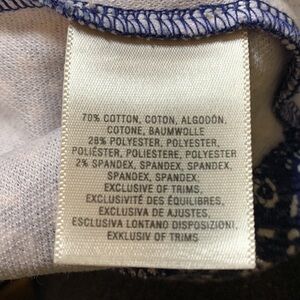 70% COTTON, COTON, ALGODÓN,
COTONE, BAUMWOLLE
28% POLYESTER, POLYESTER,
POLIÉSTER, POLIESTERE, POLYESTER
2% SPANDEX, SPANDEX,
SPANDEX, SPANDEX,
SPANDEX
EXCLUSIVE OF TRIMS.
EXCLUSIVITÉ DES ÉQUILIBRES,
EXCLUSIVA DE AJUSTES,
ESCLUSIVA LONTANO DISPOSIZIONI,
EXKLUSIV OF TRIMS